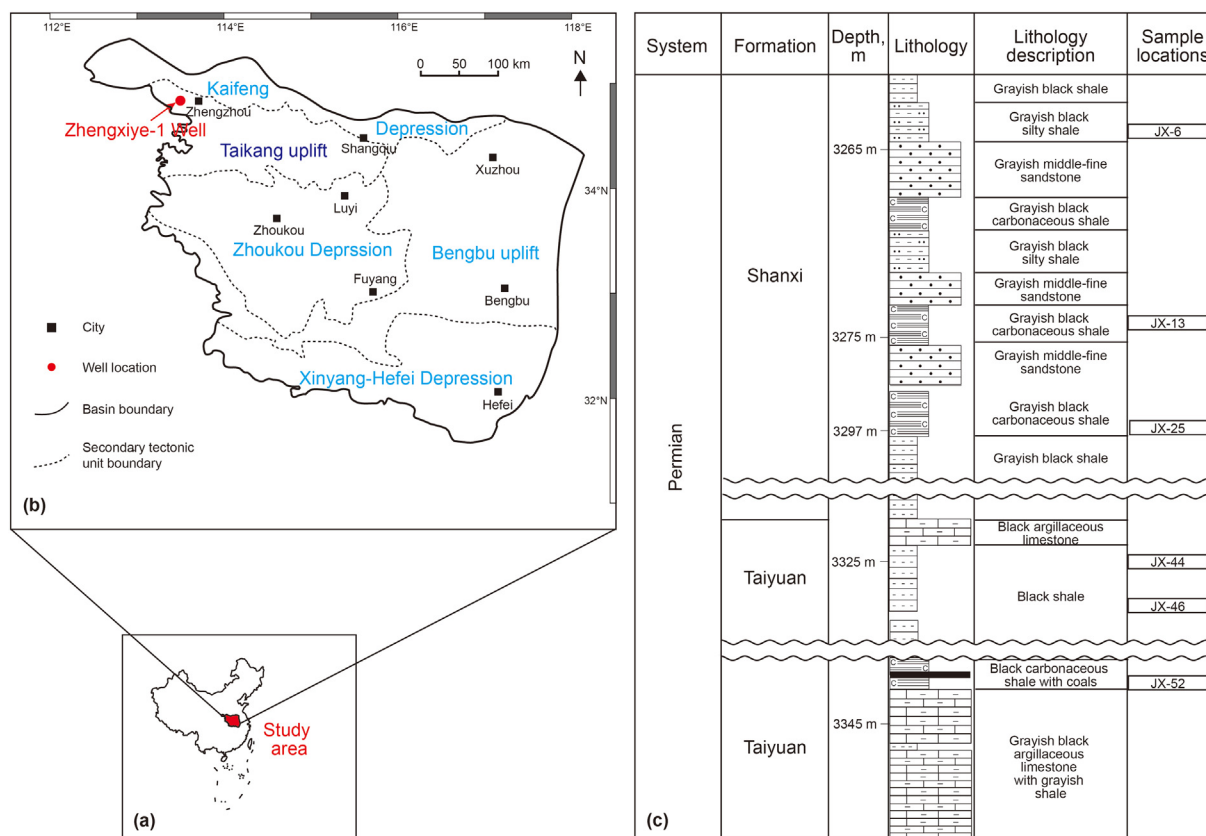 112°E
114°E
116°E
118°E
0
50
100 km
N
Kaifeng
Zhengzhou
Zhengxiye-1 Well
Depression
Shangqiu
Taikang uplift
Xuzhou
34°N
Luyi
Zhoukou
Zhoukou Deprssion
Bengbu uplift
Fuyang
Bengbu
City
Well location
Xinyang-Hefei Depression
Hefei
32°N
Basin boundary
Secondary tectonic
unit boundary
(b)
Study
area
(a)
System
Formation
Depth,
m
Lithology
Lithology
description
Sample
locations
Permian
Shanxi
Taiyuan
Taiyuan
3265 m
3275 m
3297 m
3325 m
3345 m
C
C
C
C
C
C
C
C
C
C
C
Grayish black shale
Grayish black
silty shale
Grayish middle-fine
sandstone
Grayish black
carbonaceous shale
Grayish black
silty shale
Grayish middle-fine
sandstone
Grayish black
carbonaceous shale
Grayish middle-fine
sandstone
Grayish black
carbonaceous shale
Grayish black shale
Black argillaceous
limestone
Black shale
Black carbonaceous
shale with coals
Grayish black
argillaceous
limestone
with grayish
shale
JX-6
JX-13
JX-25
JX-44
JX-46
JX-52
(c)